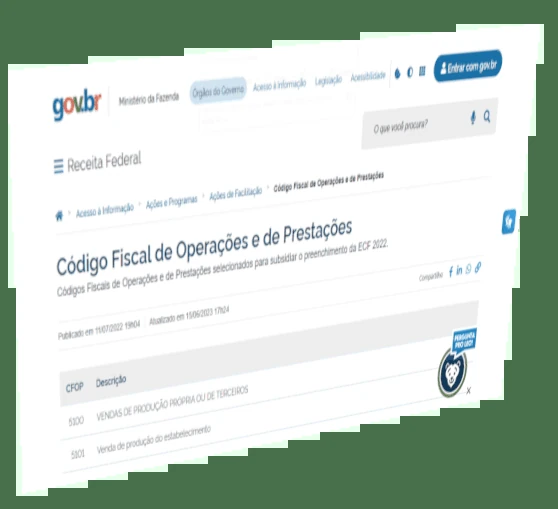 gov.br Ministério da Fazenda Órgãos do Governo Acesso à Informação Legislação Acessibilidade Entrar com gov.br
O que você procura?
Receita Federal
Acesso à Informação Ações e Programas Ações de Facilitação Código Fiscal de Operações e de Prestações
Código Fiscal de Operações e de Prestações
Códigos Fiscais de Operações e de Prestações selecionados para subsidiar o preenchimento da ECF 2022.
Compartilhe:
Publicado em 11/07/2022 19h04 Atualizado em 15/06/2023 17h24
PERGUNTA PRO LEO!
CFOP Descrição
X
5100 VENDAS DE PRODUÇÃO PRÓPRIA OU DE TERCEIROS
5101 Venda de produção do estabelecimento